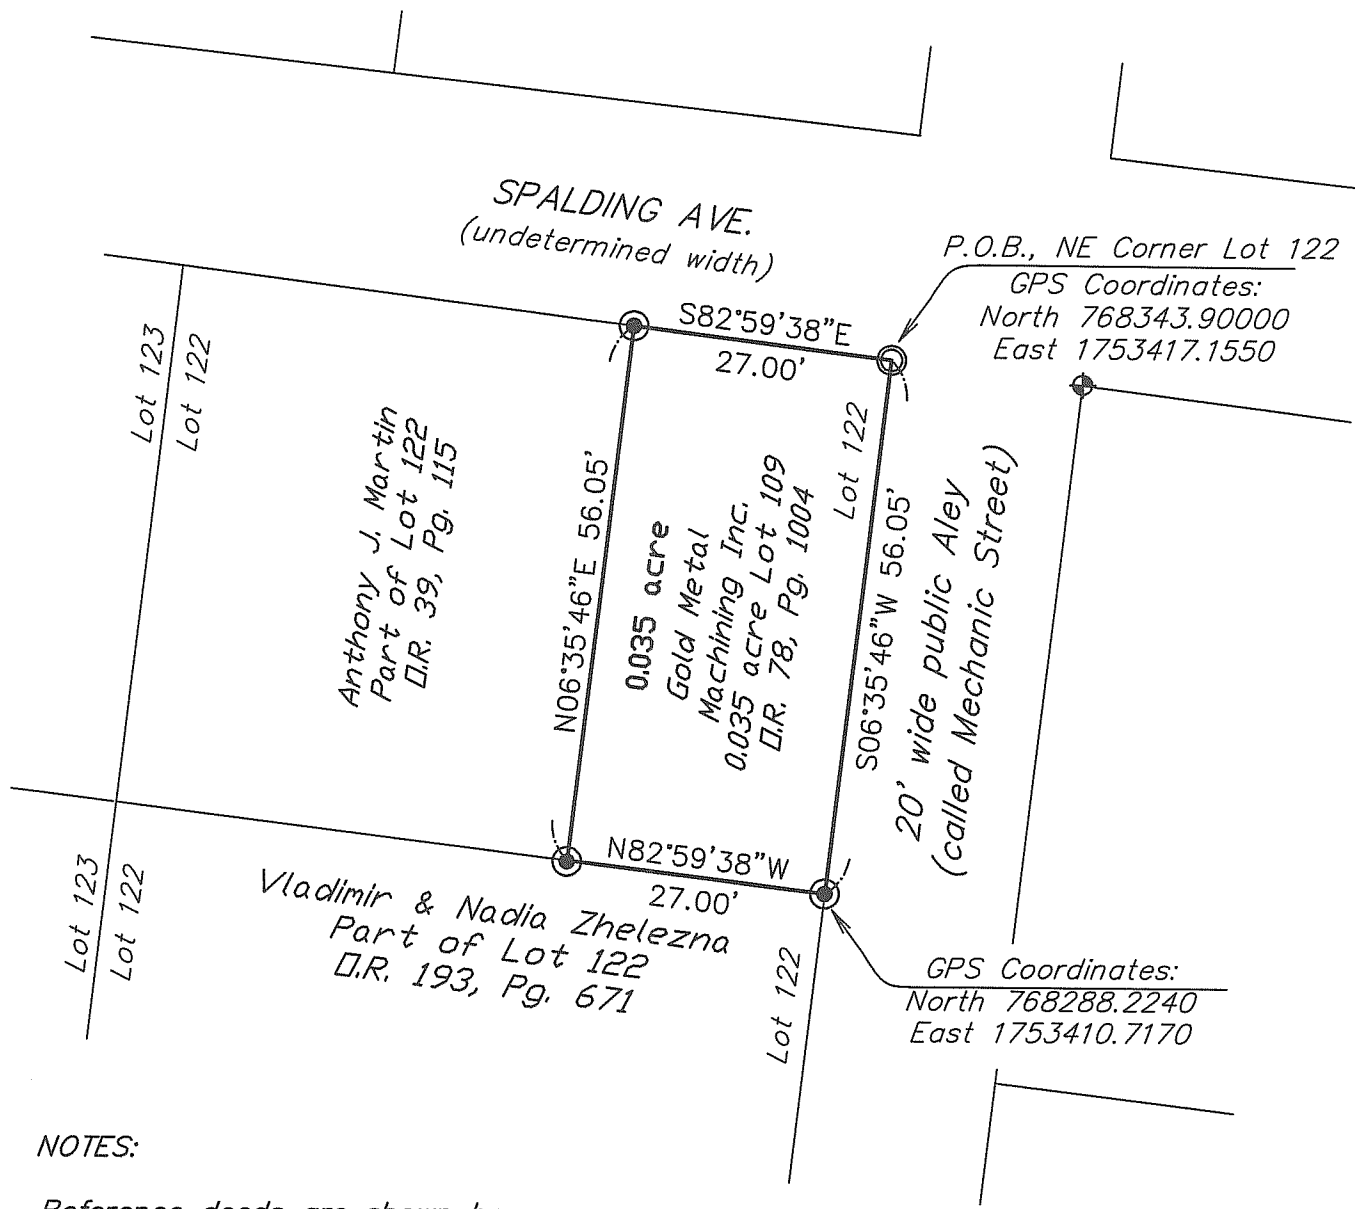 SPALDING AVE.
(undetermined width)
P.O.B., NE Corner Lot 122
GPS Coordinates:
North 768343.90000
East 1753417.1550
S82°59'38"E
27.00'
Lot 123
Lot 122
Anthony J. Martin
Part of Lot 122
O.R. 39, Pg. 115
N06°35'46"E 56.05'
0.035 acre
Gold Metal
Machining Inc.
0.035 acre Lot 109
O.R. 78, Pg. 1004
Lot 122
S06°35'46"W 56.05'
20' wide public Aley
(called Mechanic Street)
N82°59'38"W
27.00'
Lot 123
Lot 122
Vladimir & Nadia Zhelezna
Part of Lot 122
O.R. 193, Pg. 671
Lot 122
GPS Coordinates:
North 768288.2240
East 1753410.7170
NOTES:
Reference deeds are shown